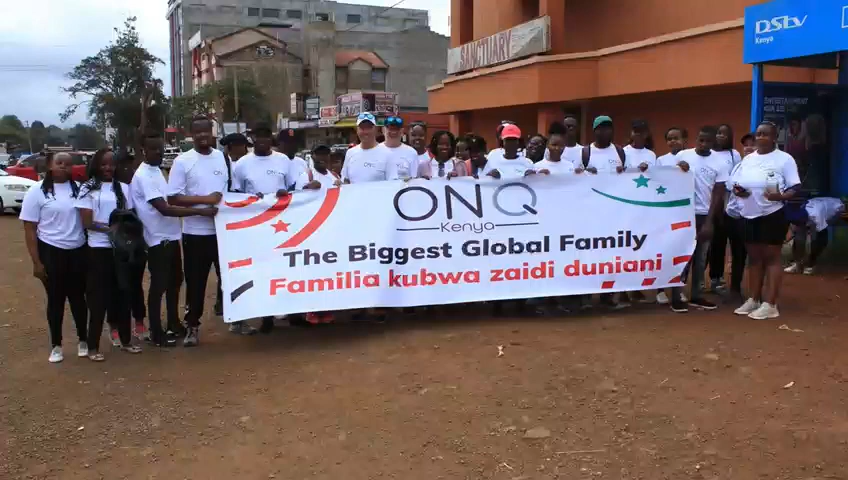 SANCTUARY
DStv
Kenya
ONQ
Kenya
The Biggest Global Family
Familia kubwa zaidi duniani